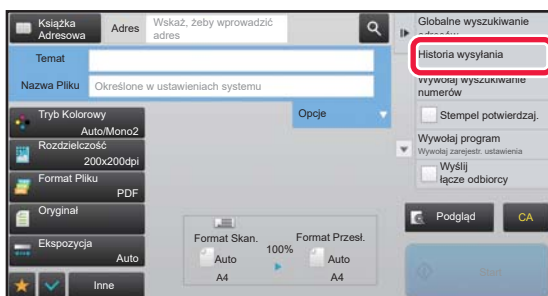 Książka
Adresowa
Adres
Wskaż, żeby wprowadzić
adres
Temat
Nazwa Pliku
Określone w ustawieniach systemu
Tryb Kolorowy
Auto/Mono2
Rozdzielczość
200x200dpi
Format Pliku
PDF
Oryginał
Ekspozycja
Auto
Inne
Opcje
Format Skan.
Auto
A4
100%
Format Przesł.
Auto
A4
Globalne wyszukiwanie
adresów
Historia wysyłania
Wywołaj wyszukiwanie
numerów
Stempel potwierdzaj.
Wywołaj program
Wywołaj zarejestr. ustawienia
Wyślij
łącze odbiorcy
Podgląd
CA
Start